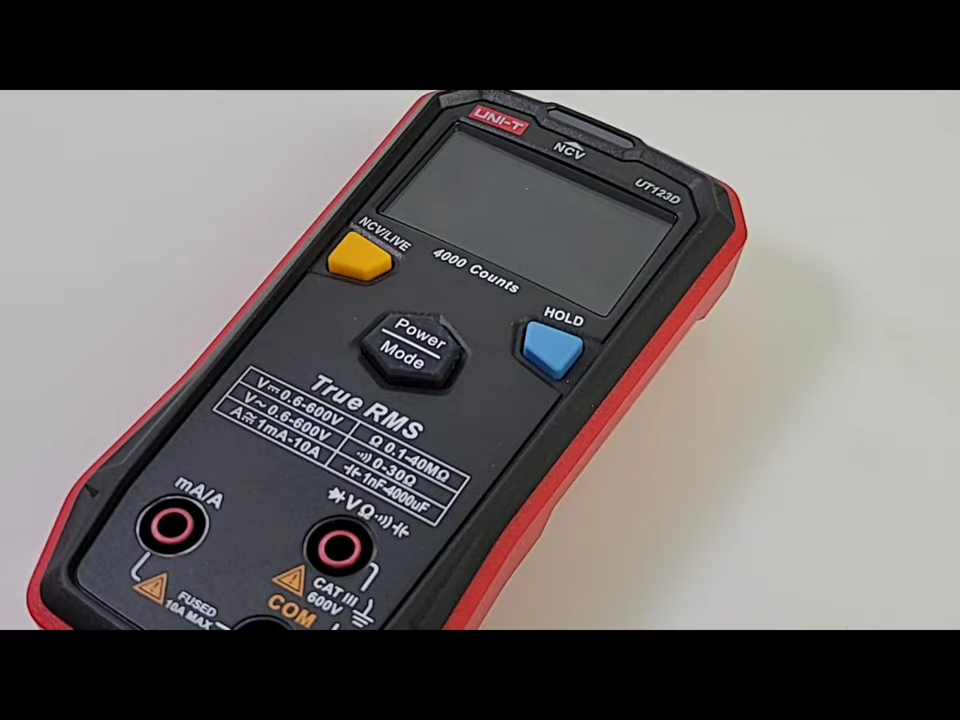 UNI-T
NCV
UT123D
NCV/LIVE
4000 Counts
HOLD
Power
Mode
True RMS
V⎓0.6-600V
V~0.6-600V
A≂1mA-10A
Ω 0.1-40MΩ
0-30Ω
1nF-4000uF
mA/A
VΩ
FUSED
10A MAX
COM
CAT III
600V